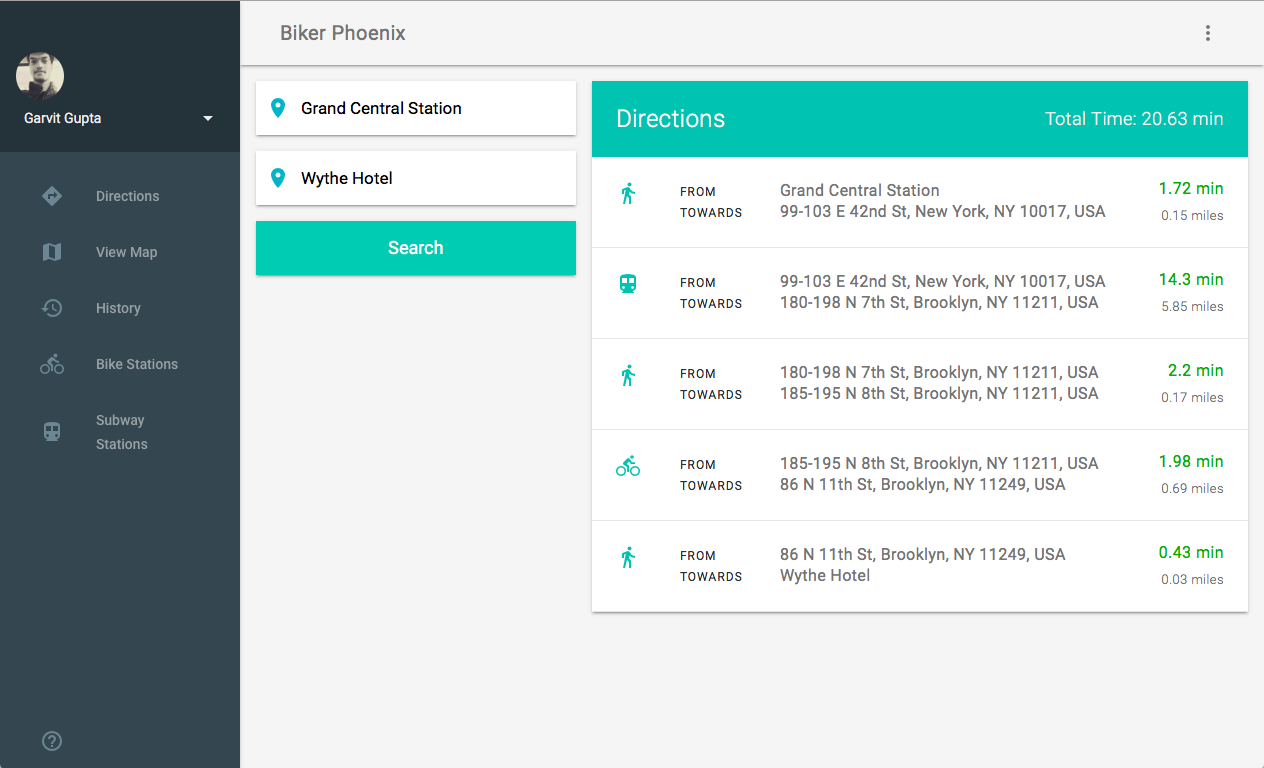 Garvit Gupta
Directions
View Map
History
Bike Stations
Subway
Stations
Biker Phoenix
Grand Central Station
Wythe Hotel
Search
Directions Total Time: 20.63 min
FROM Grand Central Station 1.72 min
TOWARDS 99-103 E 42nd St, New York, NY 10017, USA 0.15 miles
FROM 99-103 E 42nd St, New York, NY 10017, USA 14.3 min
TOWARDS 180-198 N 7th St, Brooklyn, NY 11211, USA 5.85 miles
FROM 180-198 N 7th St, Brooklyn, NY 11211, USA 2.2 min
TOWARDS 185-195 N 8th St, Brooklyn, NY 11211, USA 0.17 miles
FROM 185-195 N 8th St, Brooklyn, NY 11211, USA 1.98 min
TOWARDS 86 N 11th St, Brooklyn, NY 11249, USA 0.69 miles
FROM 86 N 11th St, Brooklyn, NY 11249, USA 0.43 min
TOWARDS Wythe Hotel 0.03 miles